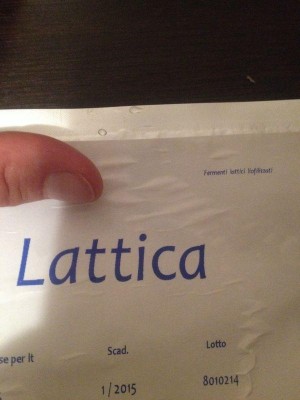 Fermenti lattici liofilizzati
Lattica
se per lt
Scad.
Lotto
1/2015
8010214